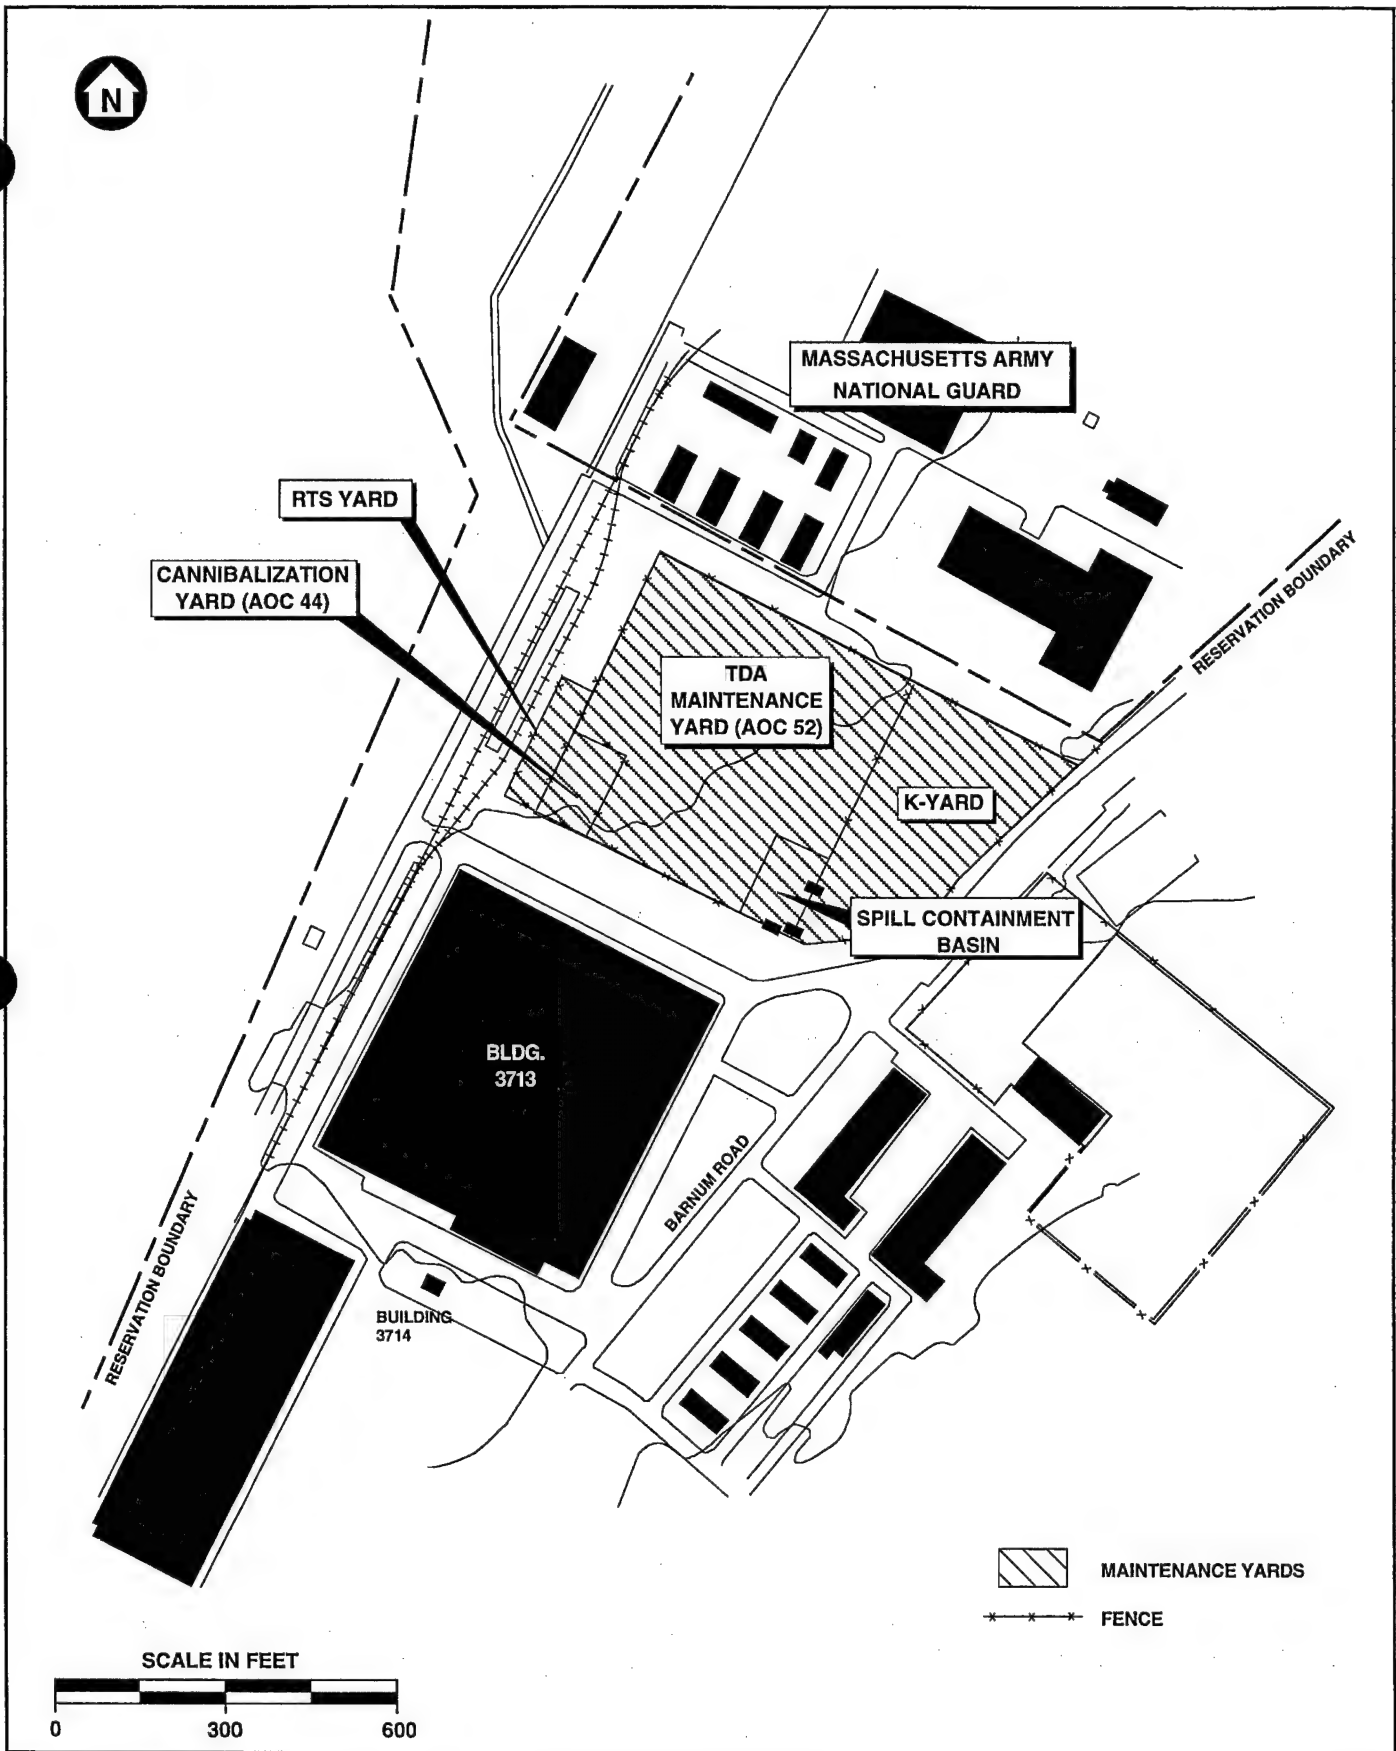 N
MASSACHUSETTS ARMY
NATIONAL GUARD
RTS YARD
CANNIBALIZATION
YARD (AOC 44)
RESERVATION BOUNDARY
TDA
MAINTENANCE
YARD (AOC 52)
K-YARD
SPILL CONTAINMENT
BASIN
BLDG.
3713
BARNUM ROAD
RESERVATION BOUNDARY
BUILDING
3714
MAINTENANCE YARDS
FENCE
SCALE IN FEET
0 300 600